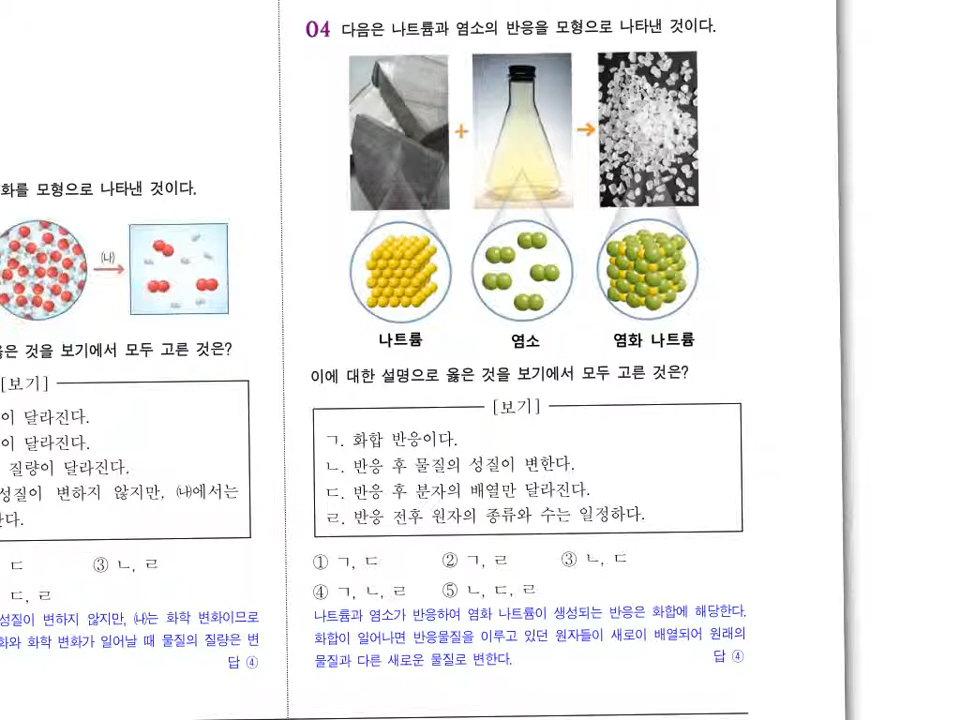 화를 모형으로 나타낸 것이다.
(나)
은 것을 보기에서 모두 고른 것은?
[보기]
이 달라진다.
이 달라진다.
질량이 달라진다.
성질이 변하지 않지만, ㈏에서는
다.
ㄷ ③ ㄴ, ㄹ
ㄷ, ㄹ
성질이 변하지 않지만, ㈏는 화학 변화이므로
화와 화학 변화가 일어날 때 물질의 질량은 변
답 ④
04 다음은 나트륨과 염소의 반응을 모형으로 나타낸 것이다.
+
나트륨 염소 염화 나트륨
이에 대한 설명으로 옳은 것을 보기에서 모두 고른 것은?
[보기]
ㄱ. 화합 반응이다.
ㄴ. 반응 후 물질의 성질이 변한다.
ㄷ. 반응 후 분자의 배열만 달라진다.
ㄹ. 반응 전후 원자의 종류와 수는 일정하다.
① ㄱ, ㄷ ② ㄱ, ㄹ ③ ㄴ, ㄷ
④ ㄱ, ㄴ, ㄹ ⑤ ㄴ, ㄷ, ㄹ
나트륨과 염소가 반응하여 염화 나트륨이 생성되는 반응은 화합에 해당한다.
화합이 일어나면 반응물질을 이루고 있던 원자들이 새로이 배열되어 원래의
물질과 다른 새로운 물질로 변한다. 답 ④